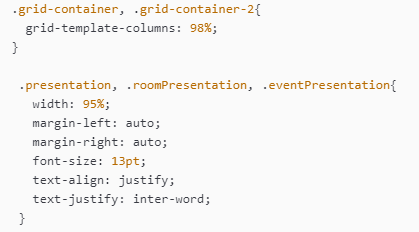 .grid-container, .grid-container-2{
grid-template-columns: 98%;
}
.presentation, .roomPresentation, .eventPresentation{
width: 95%;
margin-left: auto;
margin-right: auto;
font-size: 13pt;
text-align: justify;
text-justify: inter-word;
}